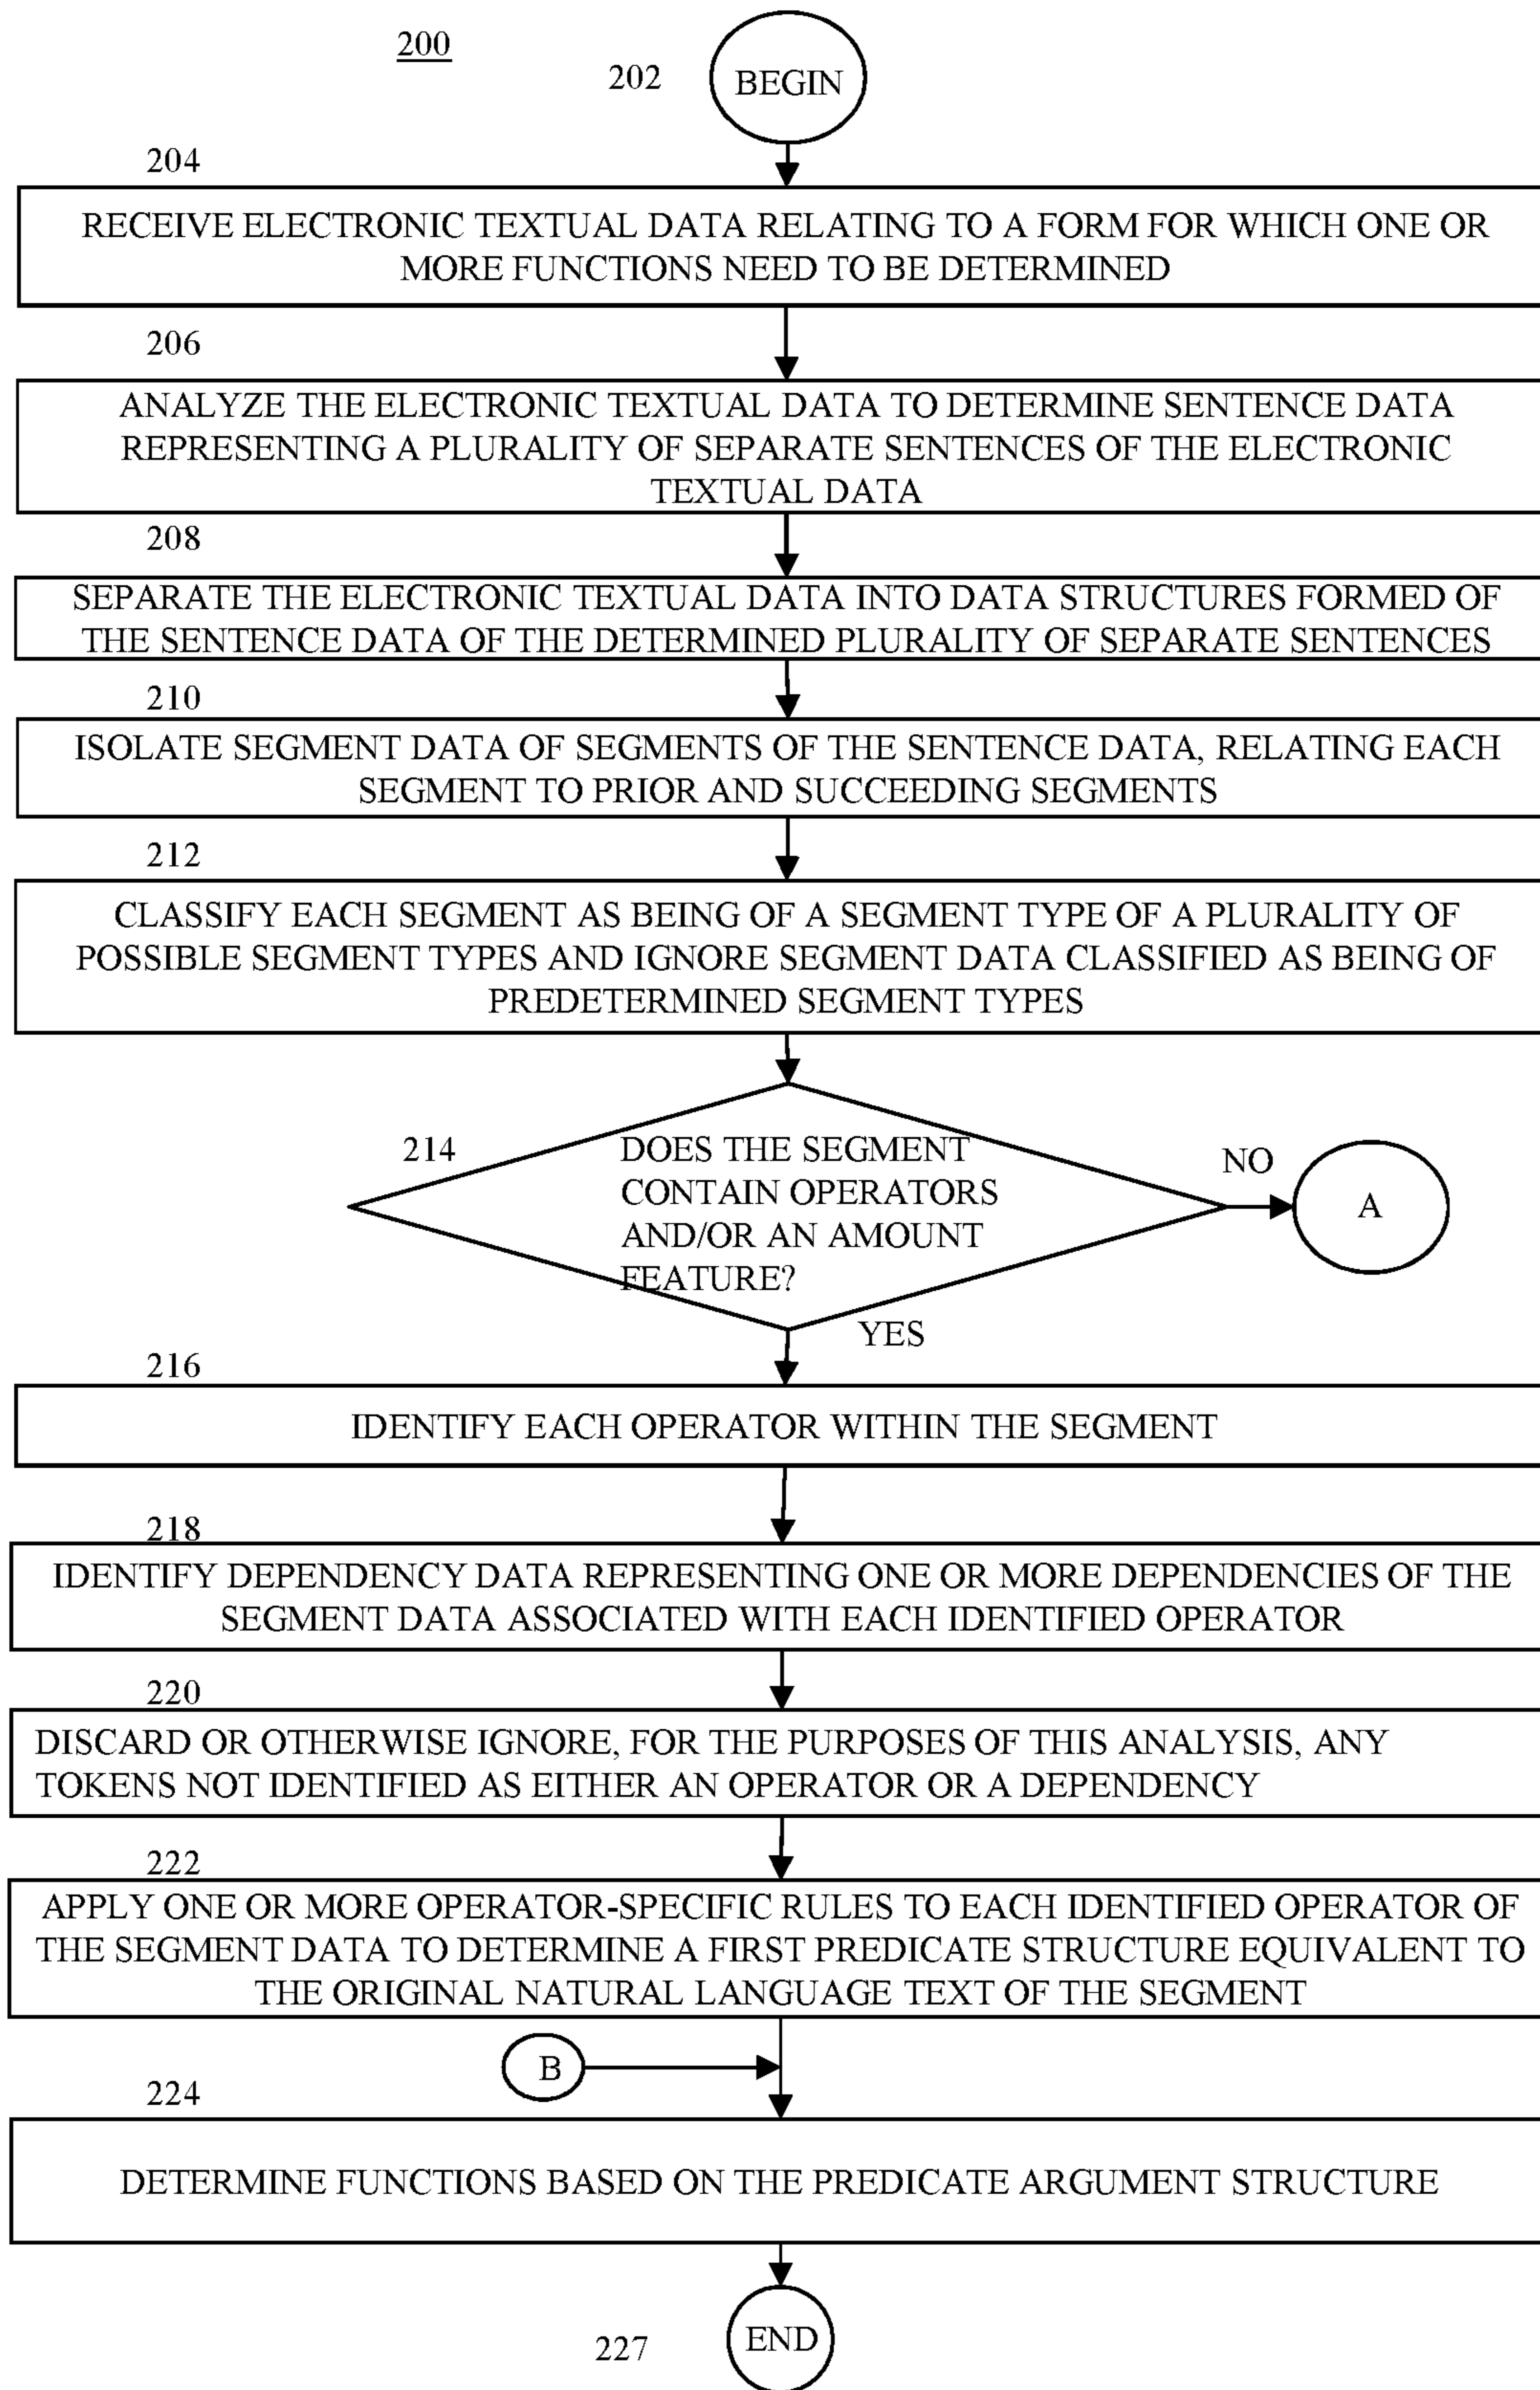 200
202
BEGIN
204
RECEIVE ELECTRONIC TEXTUAL DATA RELATING TO A FORM FOR WHICH ONE OR
MORE FUNCTIONS NEED TO BE DETERMINED
206
ANALYZE THE ELECTRONIC TEXTUAL DATA TO DETERMINE SENTENCE DATA
REPRESENTING A PLURALITY OF SEPARATE SENTENCES OF THE ELECTRONIC
TEXTUAL DATA
208
SEPARATE THE ELECTRONIC TEXTUAL DATA INTO DATA STRUCTURES FORMED OF
THE SENTENCE DATA OF THE DETERMINED PLURALITY OF SEPARATE SENTENCES
210
ISOLATE SEGMENT DATA OF SEGMENTS OF THE SENTENCE DATA, RELATING EACH
SEGMENT TO PRIOR AND SUCCEEDING SEGMENTS
212
CLASSIFY EACH SEGMENT AS BEING OF A SEGMENT TYPE OF A PLURALITY OF
POSSIBLE SEGMENT TYPES AND IGNORE SEGMENT DATA CLASSIFIED AS BEING OF
PREDETERMINED SEGMENT TYPES
214
DOES THE SEGMENT
CONTAIN OPERATORS
AND/OR AN AMOUNT
FEATURE?
NO
A
YES
216
IDENTIFY EACH OPERATOR WITHIN THE SEGMENT
218
IDENTIFY DEPENDENCY DATA REPRESENTING ONE OR MORE DEPENDENCIES OF THE
SEGMENT DATA ASSOCIATED WITH EACH IDENTIFIED OPERATOR
220
DISCARD OR OTHERWISE IGNORE, FOR THE PURPOSES OF THIS ANALYSIS, ANY
TOKENS NOT IDENTIFIED AS EITHER AN OPERATOR OR A DEPENDENCY
222
APPLY ONE OR MORE OPERATOR-SPECIFIC RULES TO EACH IDENTIFIED OPERATOR OF
THE SEGMENT DATA TO DETERMINE A FIRST PREDICATE STRUCTURE EQUIVALENT TO
THE ORIGINAL NATURAL LANGUAGE TEXT OF THE SEGMENT
B
224
DETERMINE FUNCTIONS BASED ON THE PREDICATE ARGUMENT STRUCTURE
END
227